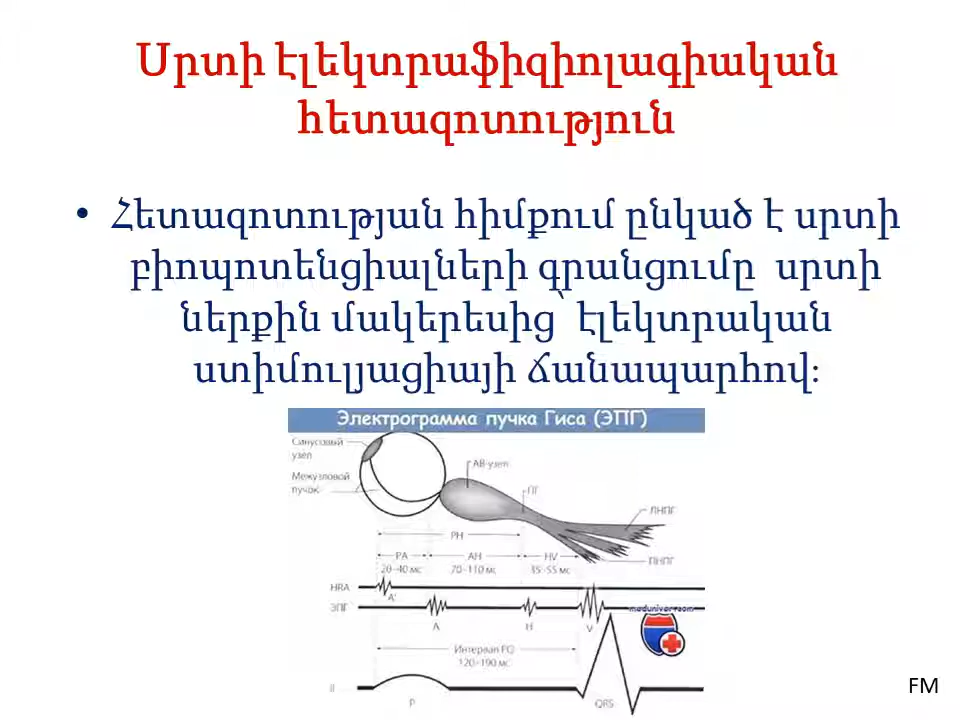 Սրտի էլեկտրաֆիզիոլագիական
հետազոտություն
• Հետազոտության հիմքում ընկած է սրտի
բիոպոտենցիալների գրանցումը սրտի
ներքին մակերեսից՝ էլեկտրական
ստիմուլյացիայի ճանապարհով։
Электрограмма пучка Гиса (ЭПГ)
Синусовый
узел
АВ-узел
Межузловой
пучок
ПГ
ЛНПГ
ПНПГ
PH
PA AH HV
20–40 мс 70–110 мс 35–55 мс
HRA
A'
ЭПГ
A H V
meduniver.com
Интервал PQ
120–190 мс
II
P QRS
FM